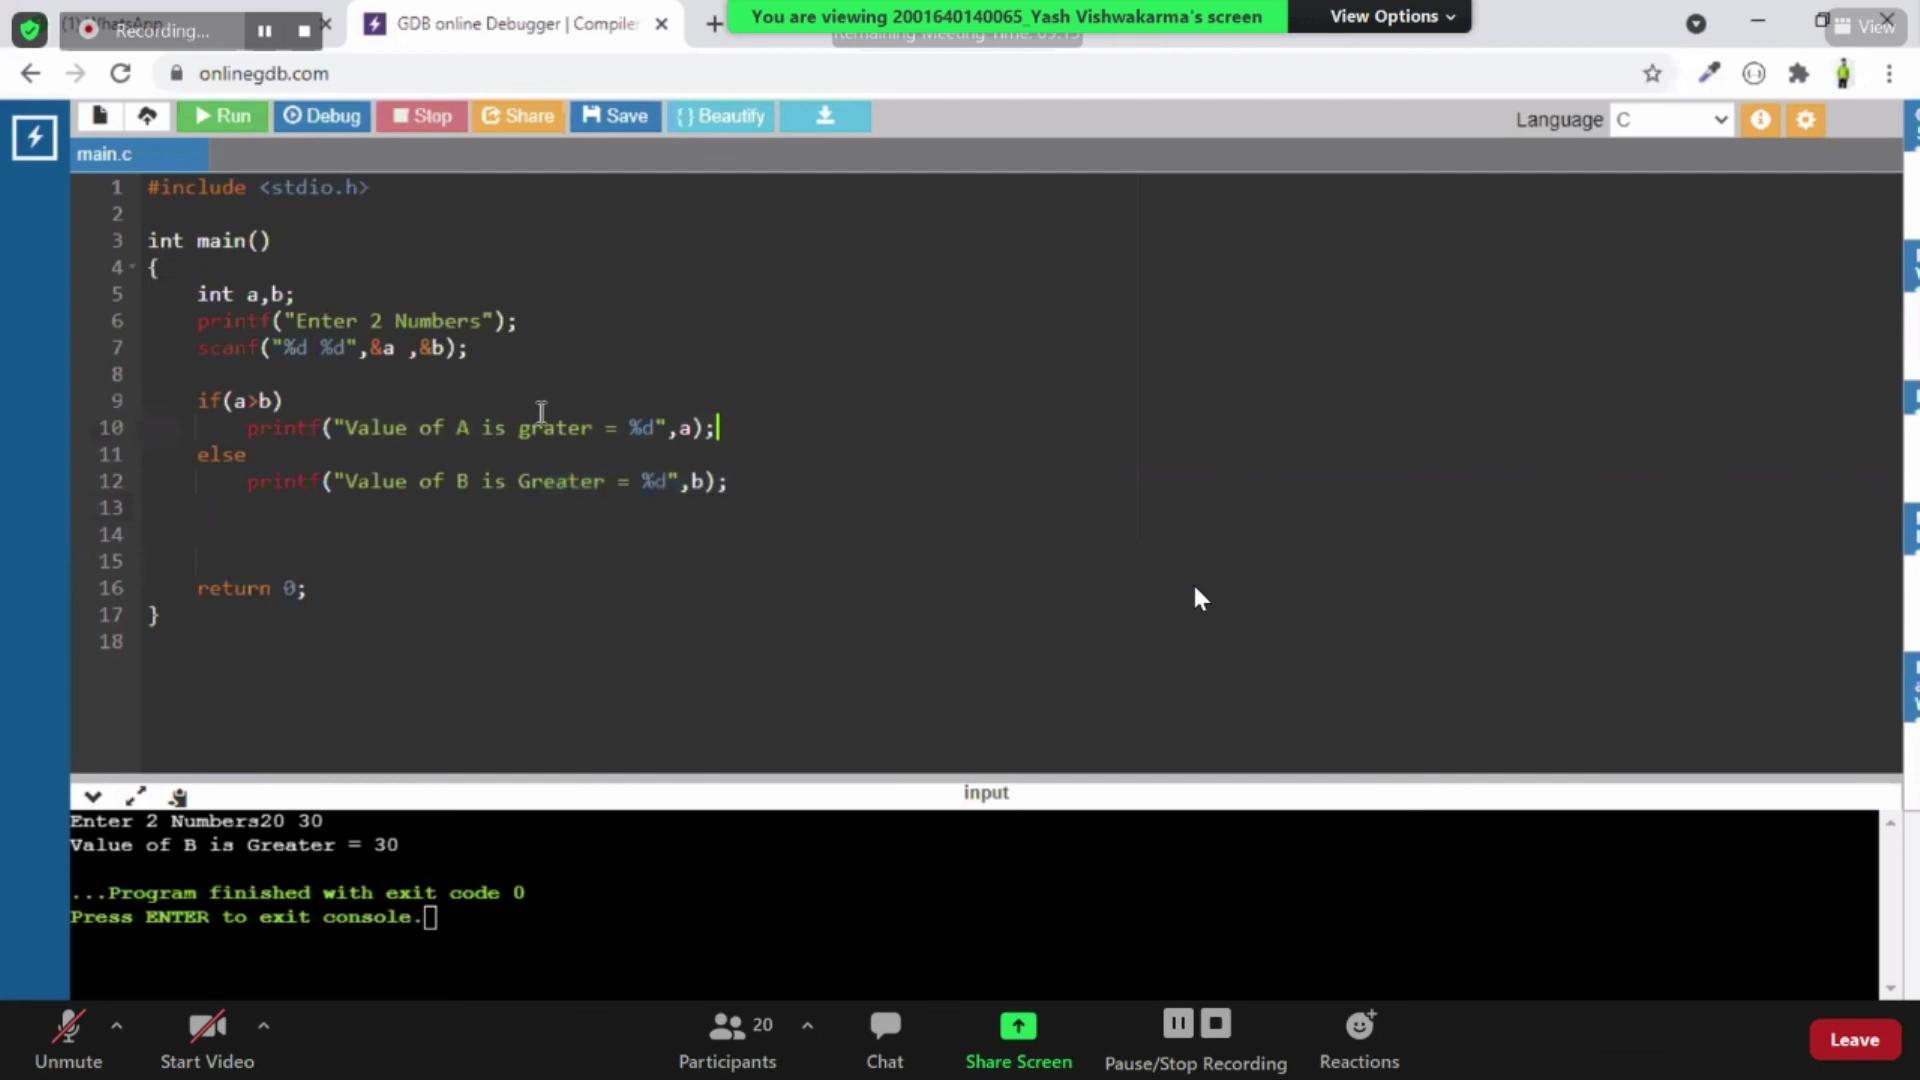 Recording...
GDB online Debugger | Compiler
You are viewing 2001640140065_Yash Vishwakarma's screen
View Options
View
onlinegdb.com
Run
Debug
Stop
Share
Save
{ } Beautify
Language
C
main.c
1 #include <stdio.h>
2
3 int main()
4 {
5 int a,b;
6 printf("Enter 2 Numbers");
7 scanf("%d %d",&a ,&b);
8
9 if(a>b)
10 printf("Value of A is grater = %d",a);
11 else
12 printf("Value of B is Greater = %d",b);
13
14
15
16 return 0;
17 }
18
input
Enter 2 Numbers20 30
Value of B is Greater = 30
...Program finished with exit code 0
Press ENTER to exit console.
Unmute
Start Video
20
Participants
Chat
Share Screen
Pause/Stop Recording
Reactions
Leave